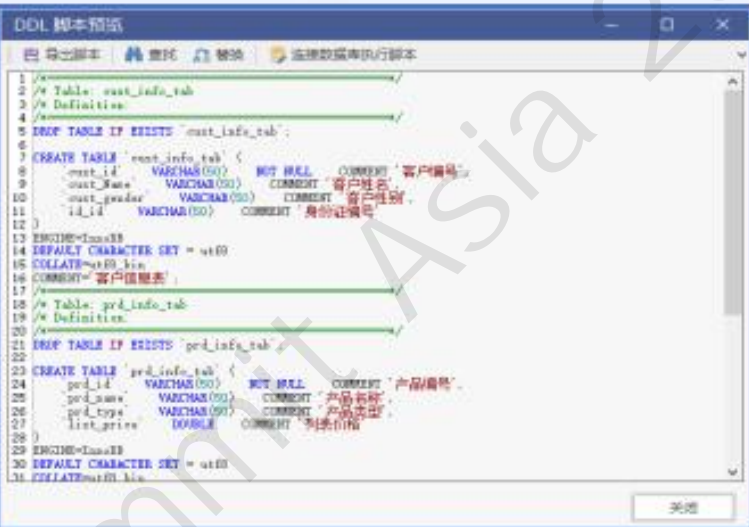 DDL 脚本预览
导出脚本 查找 替换 连接数据库执行脚本
1 /*============================================================*/
2 /* Table: cust_info_tab
3 /* Definition:
4 /*============================================================*/
5 DROP TABLE IF EXISTS `cust_info_tab`;
6
7 CREATE TABLE `cust_info_tab` (
8 `cust_id` VARCHAR(50) NOT NULL COMMENT '客户编号',
9 `cust_Name` VARCHAR(50) COMMENT '客户姓名',
10 `cust_gender` VARCHAR(50) COMMENT '客户性别',
11 `id_id` VARCHAR(50) COMMENT '身份证编号'
12 )
13 ENGINE=InnoDB
14 DEFAULT CHARACTER SET = utf8
15 COLLATE=utf8_bin
16 COMMENT='客户信息表';
17 /*============================================================*/
18 /* Table: prd_info_tab
19 /* Definition:
20 /*============================================================*/
21 DROP TABLE IF EXISTS `prd_info_tab`;
22
23 CREATE TABLE `prd_info_tab` (
24 `prd_id` VARCHAR(50) NOT NULL COMMENT '产品编号',
25 `prd_name` VARCHAR(50) COMMENT '产品名称',
26 `prd_type` VARCHAR(50) COMMENT '产品类型',
27 `list_price` DOUBLE COMMENT '列表价格'
28 )
29 ENGINE=InnoDB
30 DEFAULT CHARACTER SET = utf8
31 COLLATE=utf8_bin
关闭
mmit Asia 2